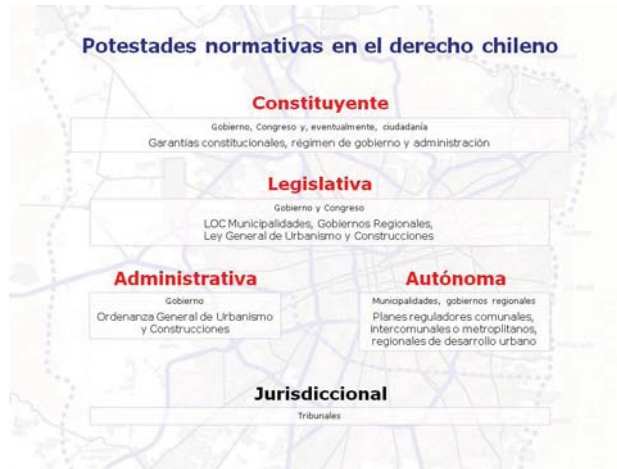 Potestades normativas en el derecho chileno
Constituyente
Gobierno, Congreso y, eventualmente, ciudadanía
Garantías constitucionales, régimen de gobierno y administración
Legislativa
Gobierno y Congreso
LOC Municipalidades, Gobiernos Regionales,
Ley General de Urbanismo y Construcciones
Administrativa
Gobierno
Ordenanza General de Urbanismo
y Construcciones
Autónoma
Municipalidades, gobiernos regionales
Planes reguladores comunales,
intercomunales o metroplitanos,
regionales de desarrollo urbano
Jurisdiccional
Tribunales